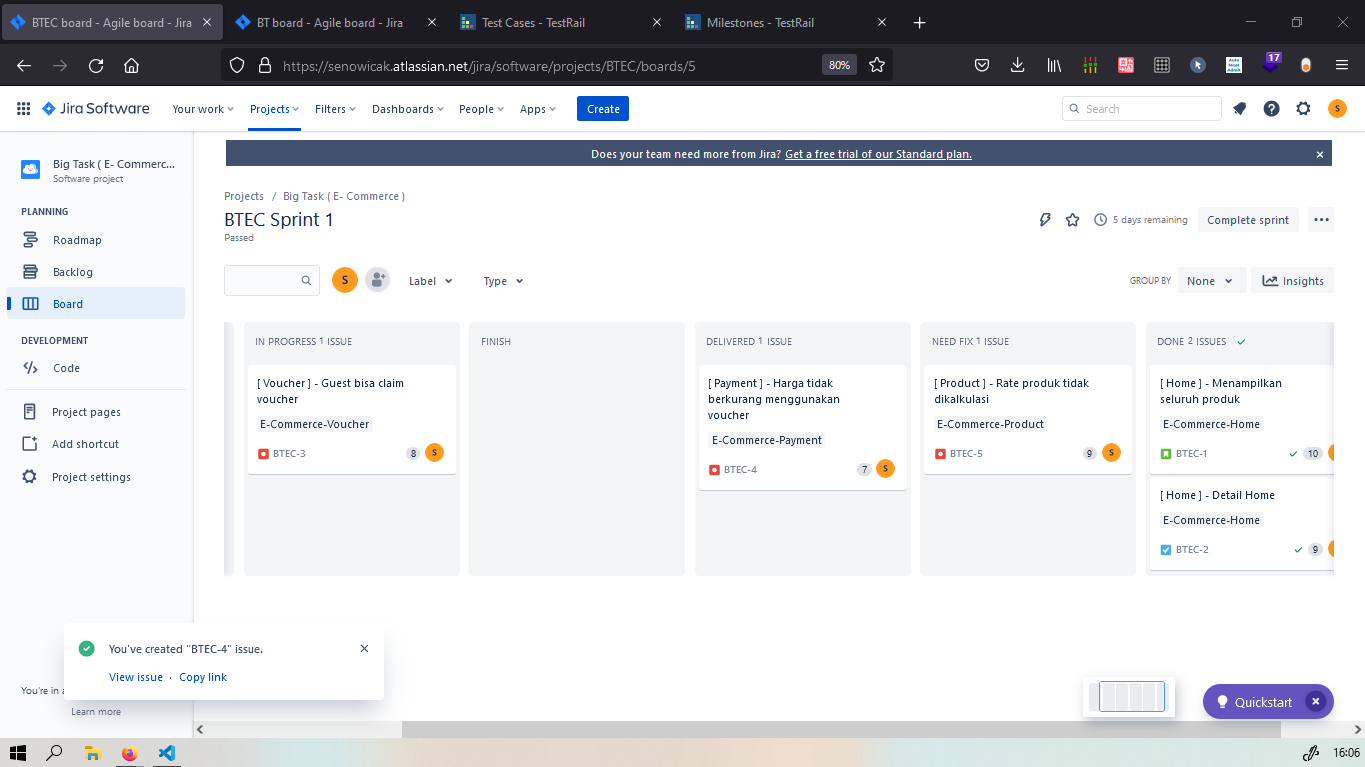 BTEC board - Agile board - Jira
BT board - Agile board - Jira
Test Cases - TestRail
Milestones - TestRail
https://senowicak.atlassian.net/jira/software/projects/BTEC/boards/5
80%
17
Jira Software
Your work
Projects
Filters
Dashboards
People
Apps
Create
Search
S
Big Task ( E- Commerc...
Software project
PLANNING
Roadmap
Backlog
Board
DEVELOPMENT
Code
Project pages
Add shortcut
Project settings
Does your team need more from Jira? Get a free trial of our Standard plan.
Projects / Big Task ( E- Commerce )
BTEC Sprint 1
Passed
5 days remaining
Complete sprint
S
Label
Type
GROUP BY
None
Insights
IN PROGRESS 1 ISSUE
[ Voucher ] - Guest bisa claim
voucher
E-Commerce-Voucher
BTEC-3
8
S
FINISH
DELIVERED 1 ISSUE
[ Payment ] - Harga tidak
berkurang menggunakan
voucher
E-Commerce-Payment
BTEC-4
7
S
NEED FIX 1 ISSUE
[ Product ] - Rate produk tidak
dikalkulasi
E-Commerce-Product
BTEC-5
9
S
DONE 2 ISSUES
[ Home ] - Menampilkan
seluruh produk
E-Commerce-Home
BTEC-1
10
[ Home ] - Detail Home
E-Commerce-Home
BTEC-2
9
You've created "BTEC-4" issue.
View issue · Copy link
You're in a
Learn more
Quickstart
16:06